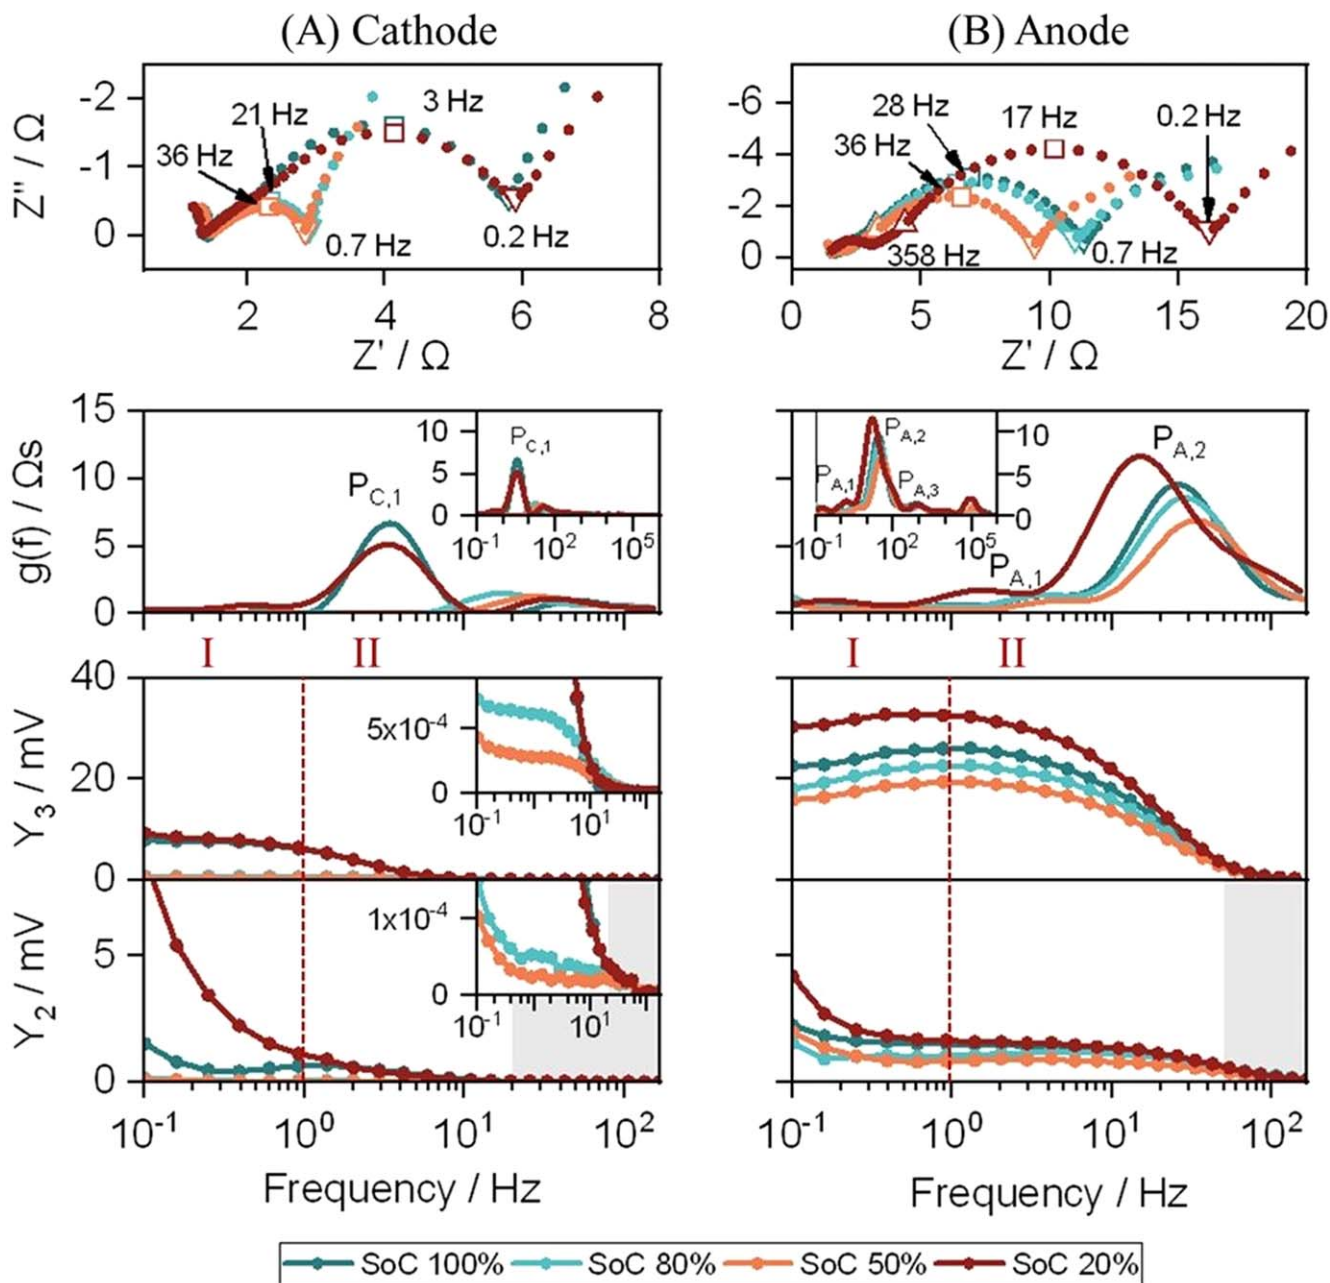 (A) Cathode
(B) Anode
Z'' / Ω
-2
-1
0
36 Hz
21 Hz
3 Hz
0.7 Hz
0.2 Hz
2
4
6
8
Z' / Ω
-6
-4
-2
0
28 Hz
36 Hz
17 Hz
0.2 Hz
358 Hz
0.7 Hz
0
5
10
15
20
Z' / Ω
g(f) / Ωs
15
10
5
0
P_C,1
10
5
0
P_C,1
10^-1
10^2
10^5
P_A,1
P_A,2
P_A,3
10
5
0
10^-1
10^2
10^5
P_A,2
P_A,1
I
II
I
II
Y_3 / mV
40
20
0
5x10^-4
0
10^-1
10^1
Y_2 / mV
5
0
1x10^-4
0
10^-1
10^1
10^-1
10^0
10^1
10^2
Frequency / Hz
10^-1
10^0
10^1
10^2
Frequency / Hz
SoC 100%
SoC 80%
SoC 50%
SoC 20%